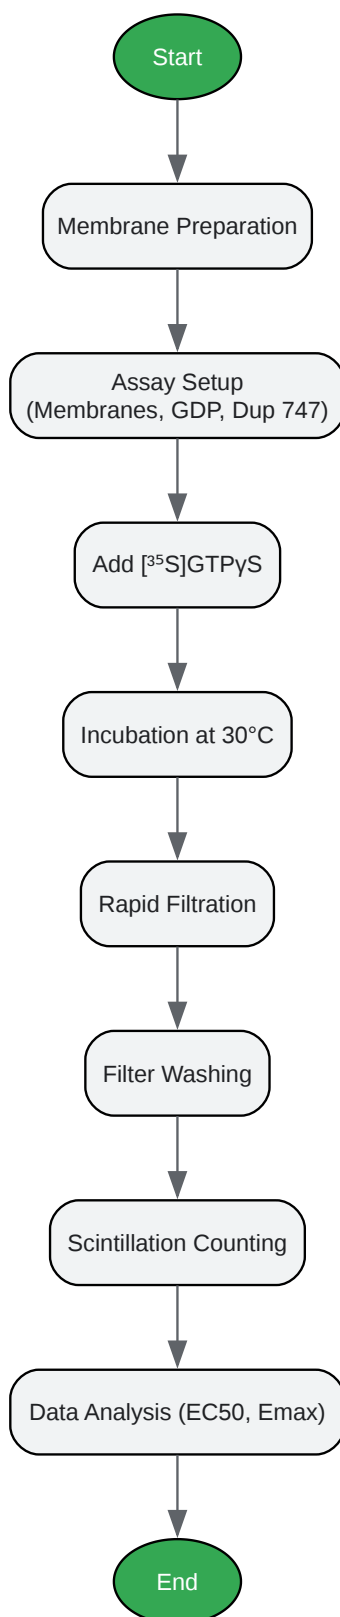 Start
Membrane Preparation
Assay Setup
(Membranes, GDP, Dup 747)
Add [³⁵S]GTPγS
Incubation at 30°C
Rapid Filtration
Filter Washing
Scintillation Counting
Data Analysis (EC50, Emax)
End